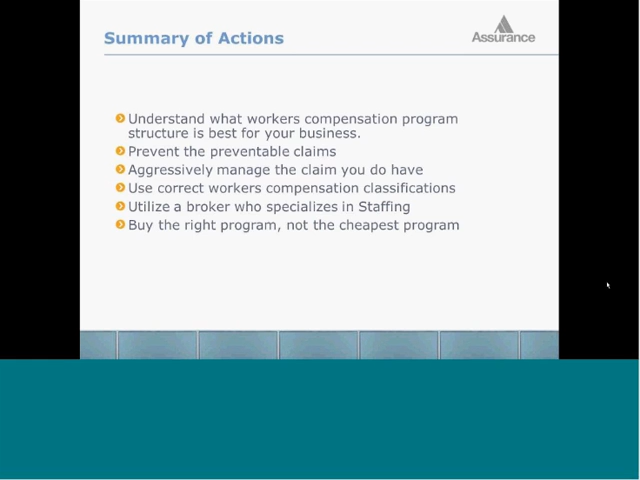 Summary of Actions
Assurance
Understand what workers compensation program
structure is best for your business.
Prevent the preventable claims
Aggressively manage the claim you do have
Use correct workers compensation classifications
Utilize a broker who specializes in Staffing
Buy the right program, not the cheapest program